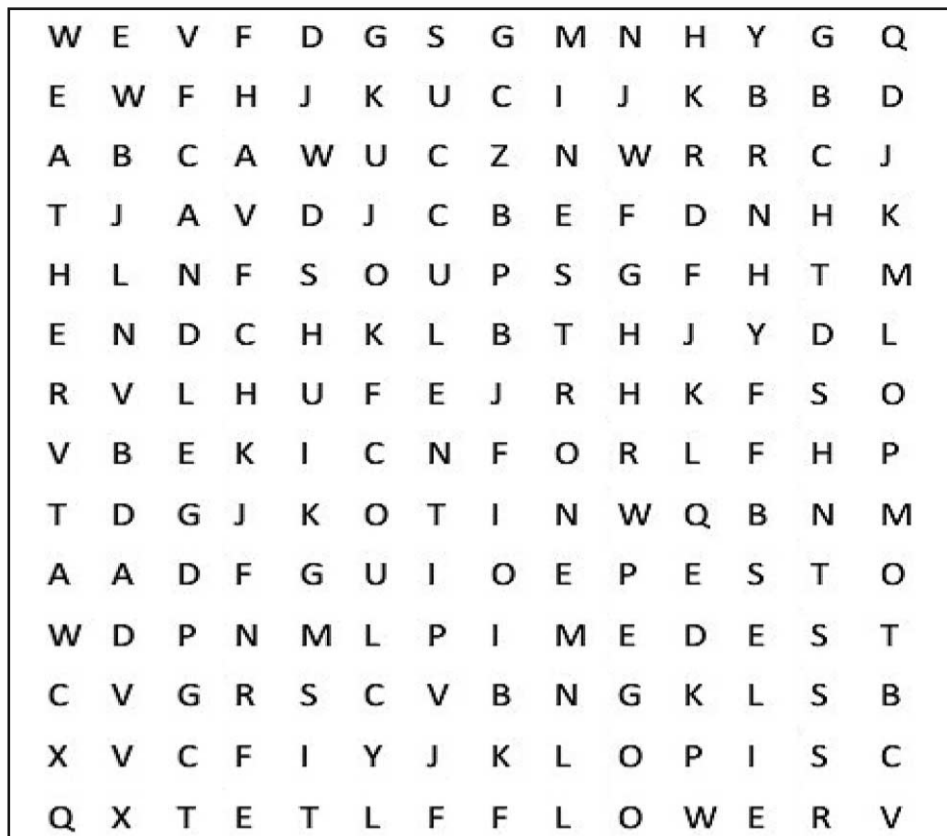 W E V F D G S G M N H Y G Q
E W F H J K U C I J K B B D
A B C A W U C Z N W R R C J
T J A V D J C B E F D N H K
H L N F S O U P S G F H T M
E N D C H K L B T H J Y D L
R V L H U F E J R H K F S O
V B E K I C N F O R L F H P
T D G J K O T I N W Q B N M
A A D F G U I O E P E S T O
W D P N M L P I M E D E S T
C V G R S C V B N G K L S B
X V C F I Y J K L O P I S C
Q X T E T L F F L O W E R V